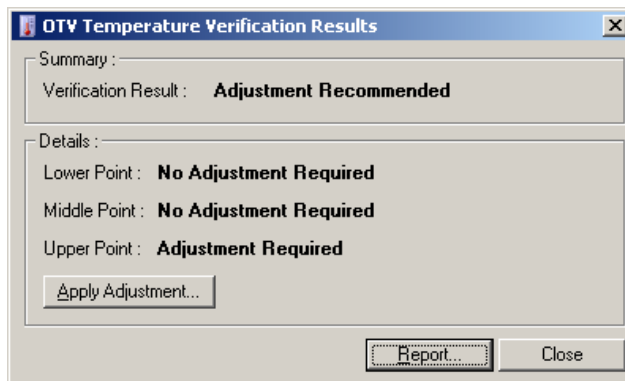 OTV Temperature Verification Results
Summary :
Verification Result : Adjustment Recommended
Details :
Lower Point : No Adjustment Required
Middle Point : No Adjustment Required
Upper Point : Adjustment Required
Apply Adjustment...
Report... Close